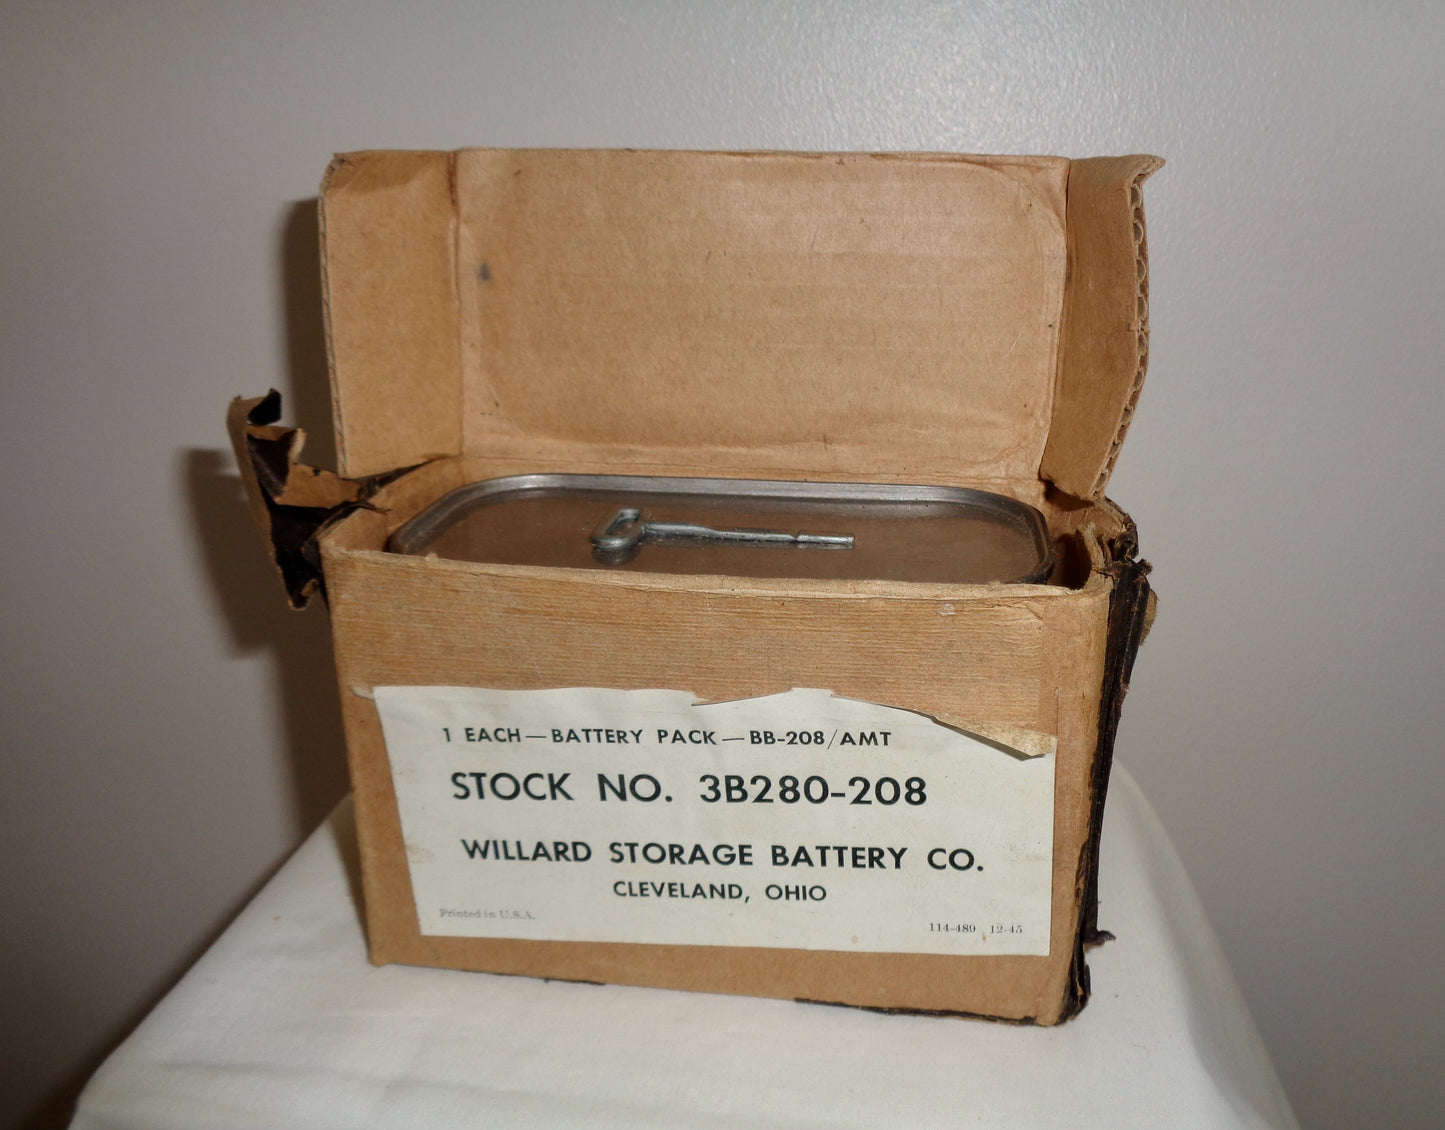 1 EACH—BATTERY PACK—BB-208/AMT
STOCK NO. 3B280-208
WILLARD STORAGE BATTERY CO.
CLEVELAND, OHIO
Printed in U.S.A.
114-489 12-45